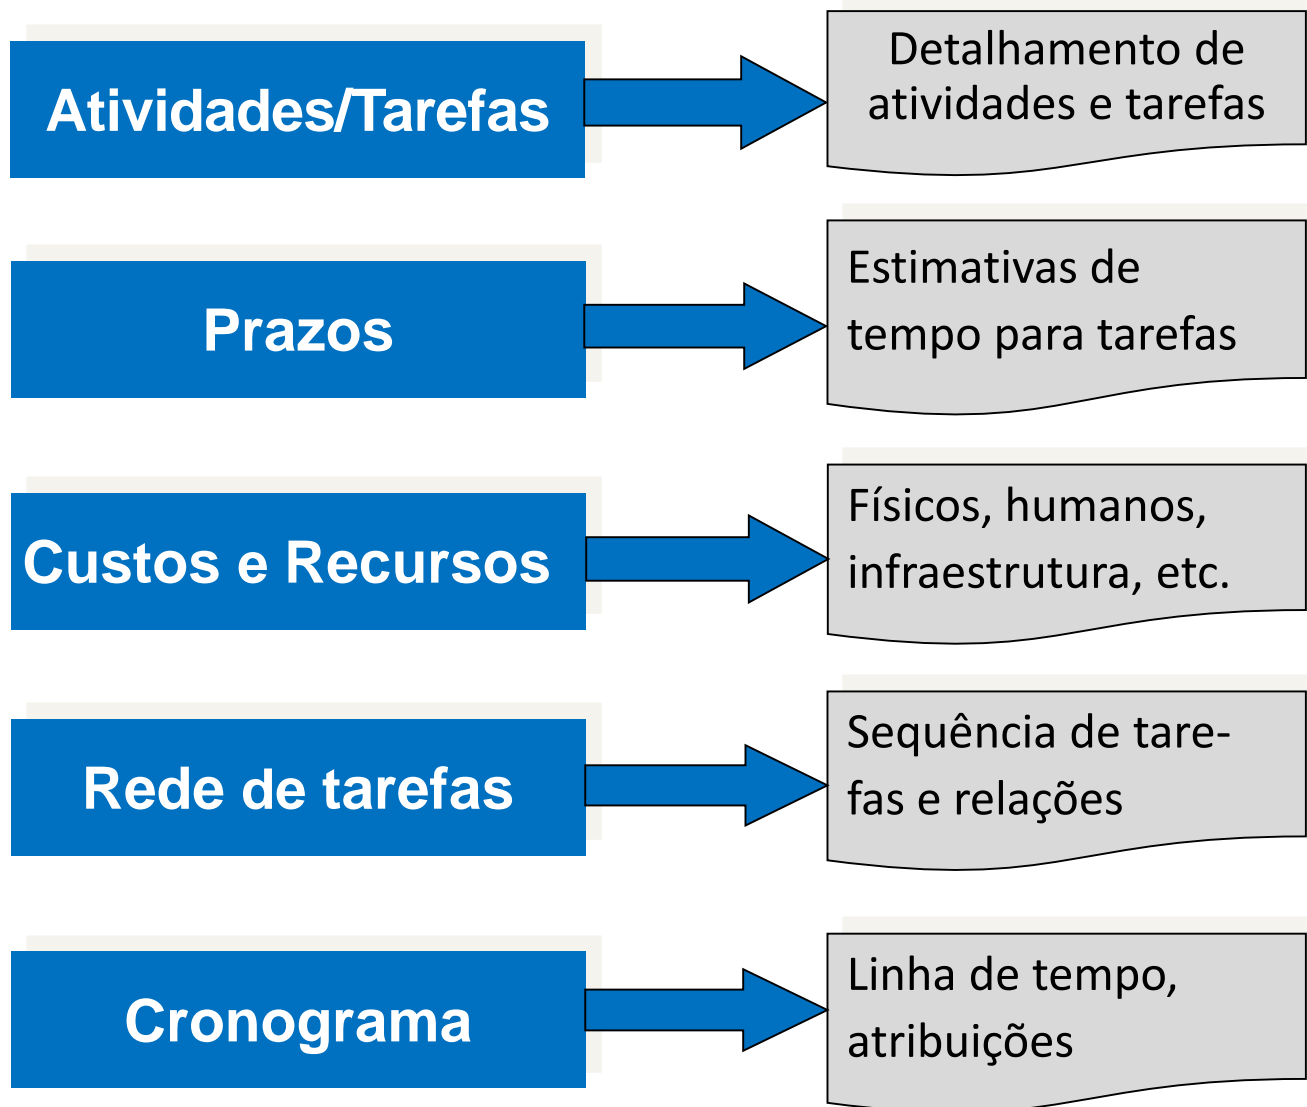 Atividades/Tarefas
Detalhamento de
atividades e tarefas
Prazos
Estimativas de
tempo para tarefas
Custos e Recursos
Físicos, humanos,
infraestrutura, etc.
Rede de tarefas
Sequência de tare-
fas e relações
Cronograma
Linha de tempo,
atribuições